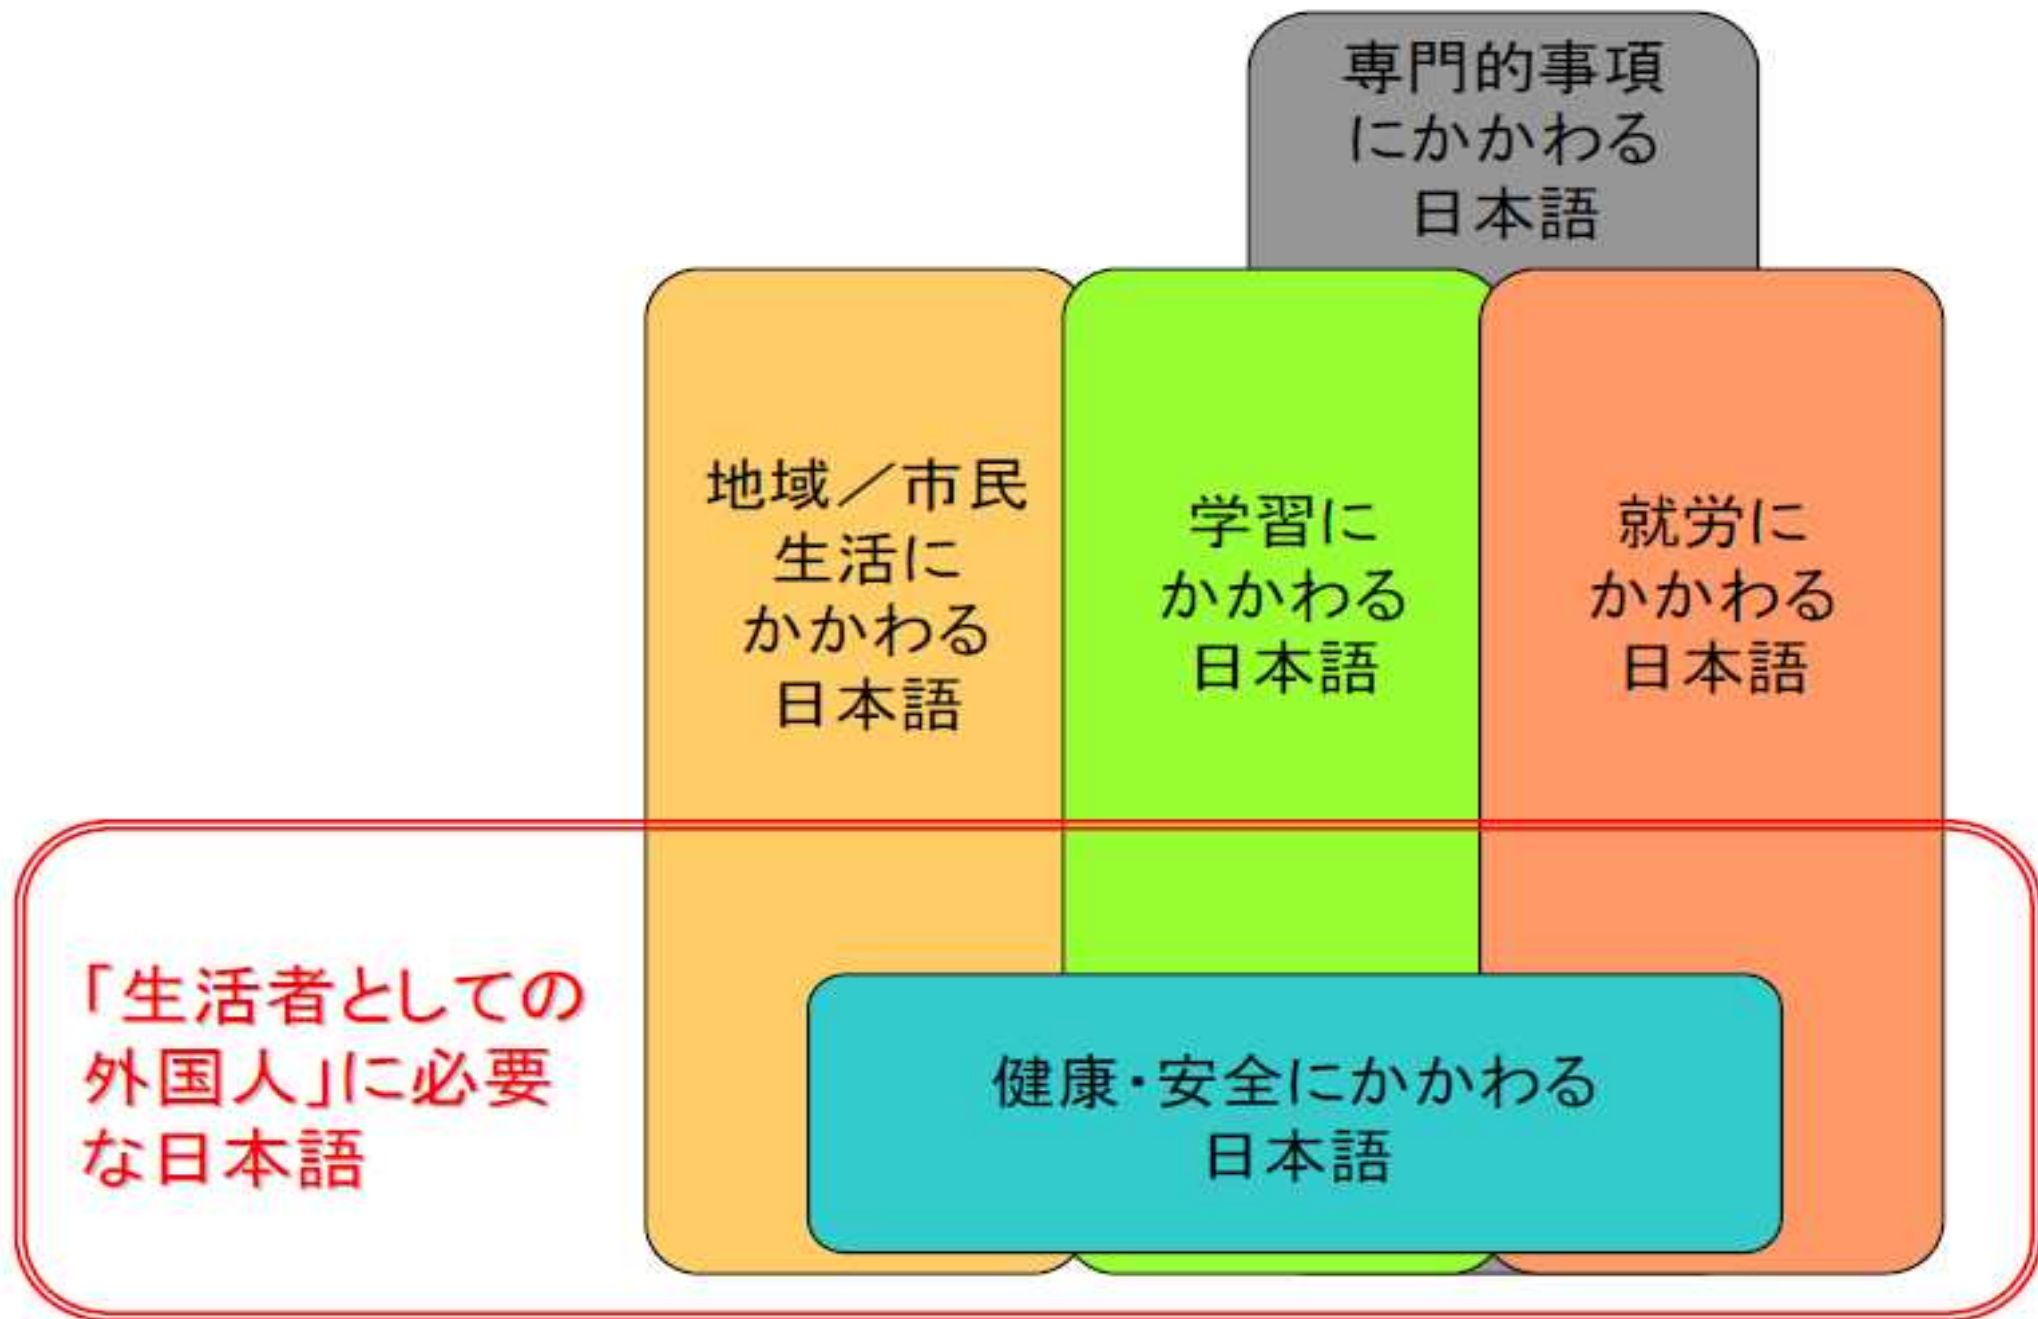 専門的事項
にかかわる
日本語
地域／市民
生活に
かかわる
日本語
学習に
かかわる
日本語
就労に
かかわる
日本語
「生活者としての
外国人」に必要
な日本語
健康・安全にかかわる
日本語